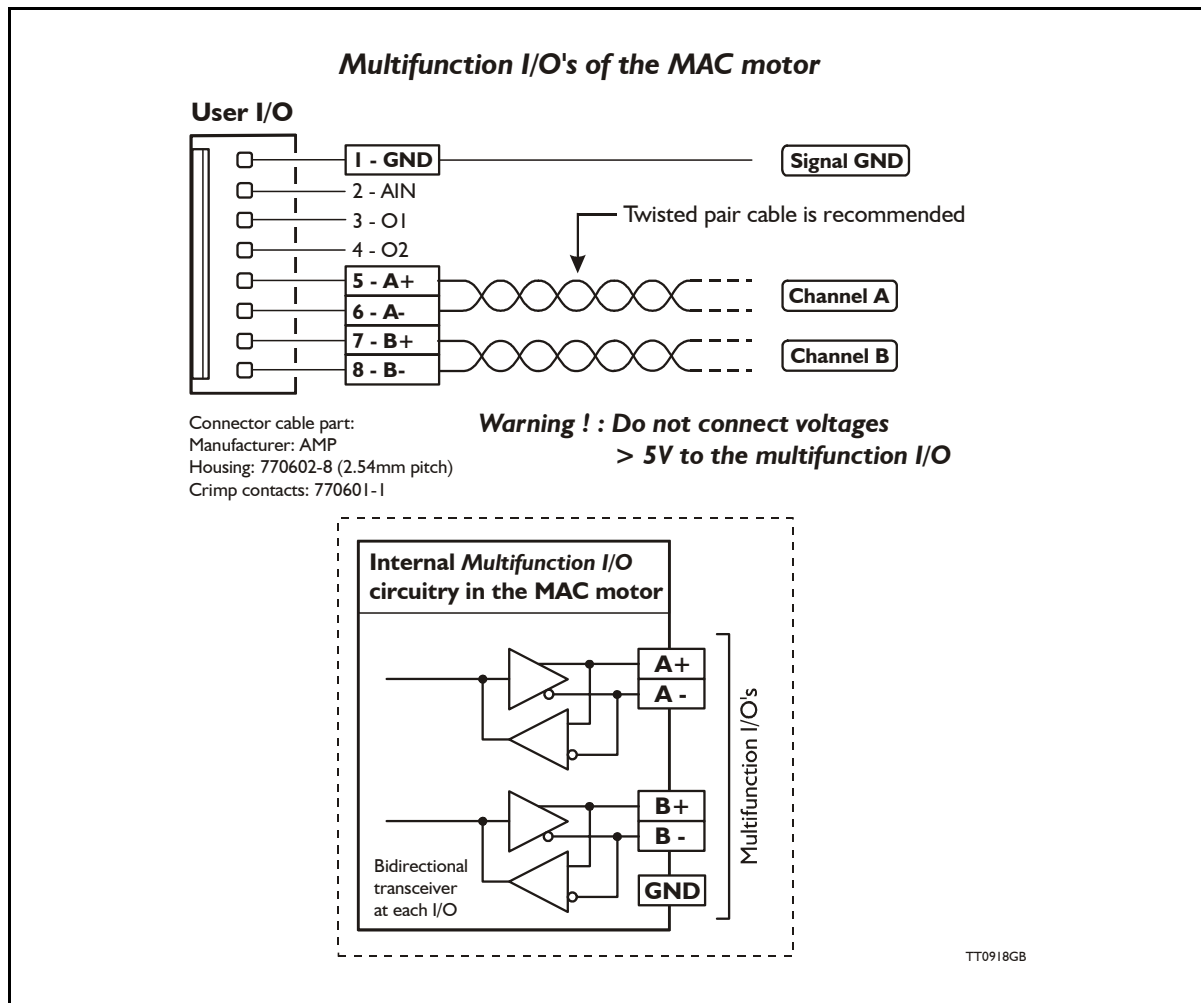 Multifunction I/O's of the MAC motor
User I/O
1 - GND
Signal GND
2 - AIN
3 - O1
Twisted pair cable is recommended
4 - O2
5 - A+
Channel A
6 - A-
7 - B+
Channel B
8 - B-
Connector cable part:
Manufacturer: AMP
Housing: 770602-8 (2.54mm pitch)
Crimp contacts: 770601-1
Warning ! : Do not connect voltages
> 5V to the multifunction I/O
Internal Multifunction I/O
circuitry in the MAC motor
A+
A -
B+
B -
GND
Multifunction I/O's
Bidirectional
transceiver
at each I/O
TT0918GB